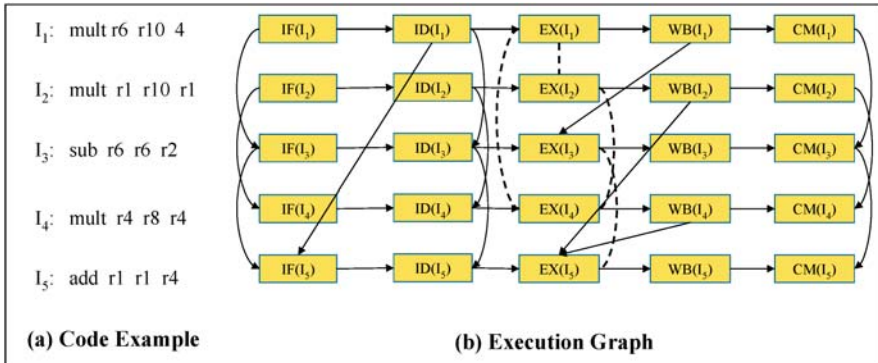 I₁: mult r6 r10 4
IF(I₁) ID(I₁) EX(I₁) WB(I₁) CM(I₁)
I₂: mult r1 r10 r1
IF(I₂) ID(I₂) EX(I₂) WB(I₂) CM(I₂)
I₃: sub r6 r6 r2
IF(I₃) ID(I₃) EX(I₃) WB(I₃) CM(I₃)
I₄: mult r4 r8 r4
IF(I₄) ID(I₄) EX(I₄) WB(I₄) CM(I₄)
I₅: add r1 r1 r4
IF(I₅) ID(I₅) EX(I₅) WB(I₅) CM(I₅)
(a) Code Example
(b) Execution Graph